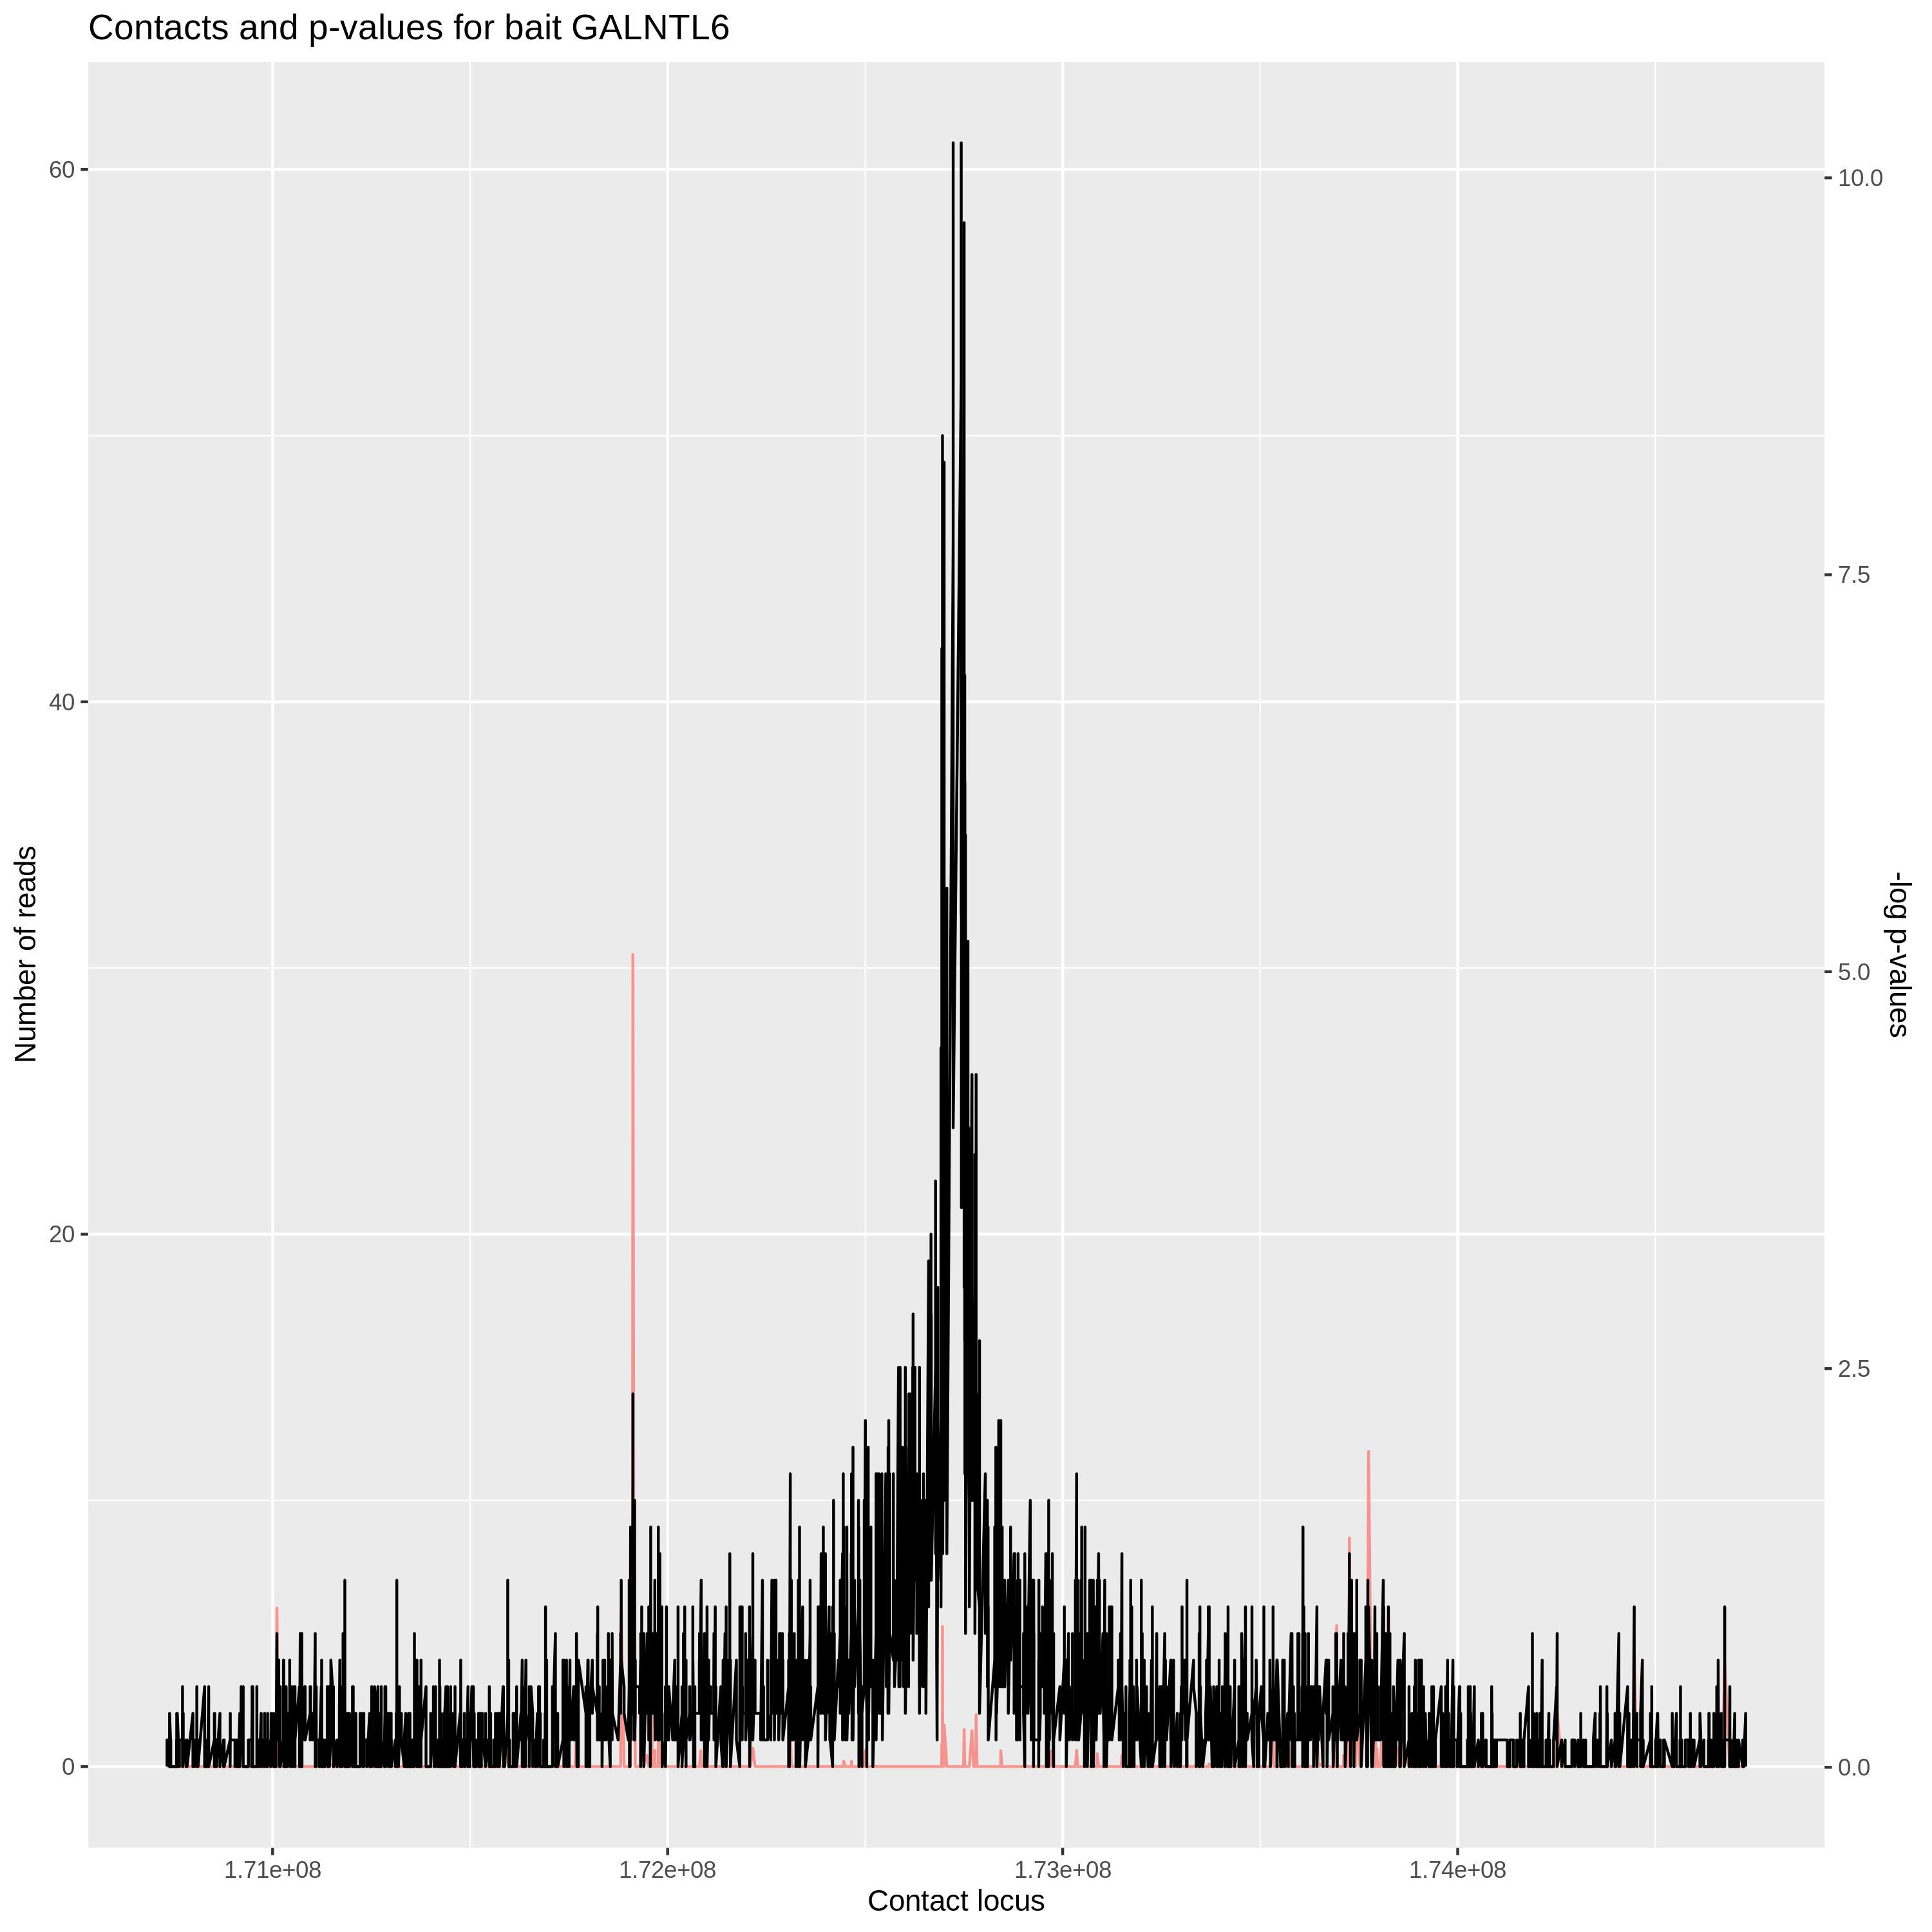 Contacts and p-values for bait GALNTL6
60
40
20
0
Number of reads
10.0
7.5
5.0
2.5
0.0
-log p-values
1.71e+08
1.72e+08
1.73e+08
1.74e+08
Contact locus